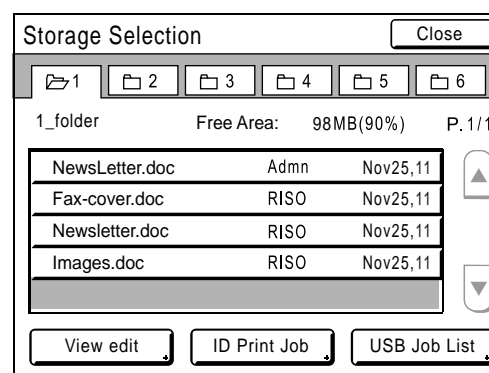 Storage Selection Close
1 2 3 4 5 6
1_folder Free Area: 98MB(90%) P. 1/1
NewsLetter.doc Admn Nov25,11
Fax-cover.doc RISO Nov25,11
Newsletter.doc RISO Nov25,11
Images.doc RISO Nov25,11
View edit ID Print Job USB Job List